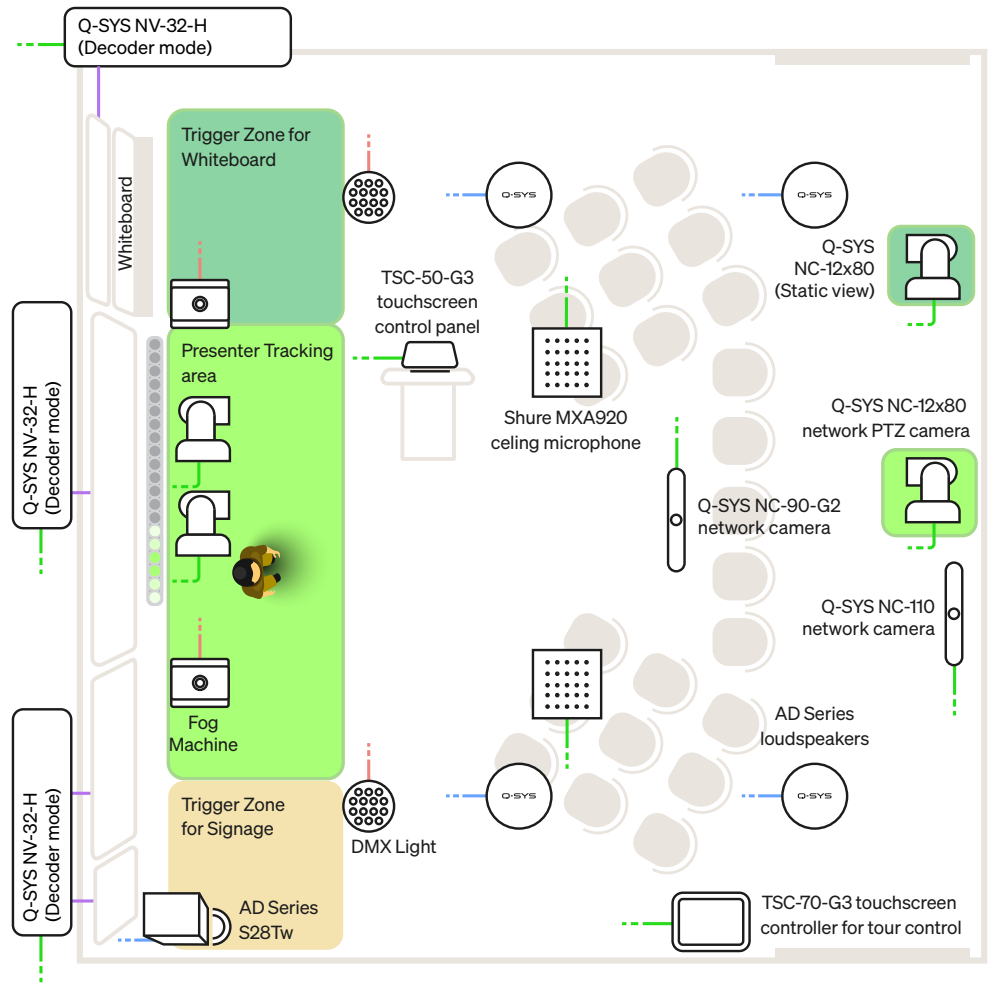 Q-SYS NV-32-H
(Decoder mode)
Trigger Zone for
Whiteboard
Whiteboard
Q-SYS
Q-SYS
Q-SYS
NC-12x80
(Static view)
TSC-50-G3
touchscreen
control panel
Q-SYS NV-32-H
(Decoder mode)
Presenter Tracking
area
Shure MXA920
celing microphone
Q-SYS NC-12x80
network PTZ camera
Q-SYS NC-90-G2
network camera
Q-SYS NC-110
network camera
Fog
Machine
AD Series
loudspeakers
Q-SYS NV-32-H
(Decoder mode)
Trigger Zone
for Signage
DMX Light
Q-SYS
Q-SYS
AD Series
S28Tw
TSC-70-G3 touchscreen
controller for tour control